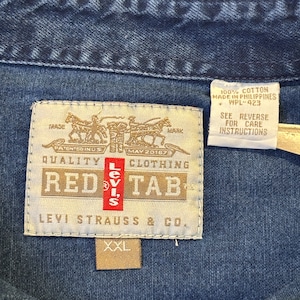 100% COTTON
MADE IN PHILIPPINES
WPL-423
SEE REVERSE
FOR CARE
INSTRUCTIONS
MADE MARK
QUALITY CLOTHING
RED TAB
LEVI'S
®
LEVI STRAUSS & CO.
XXL